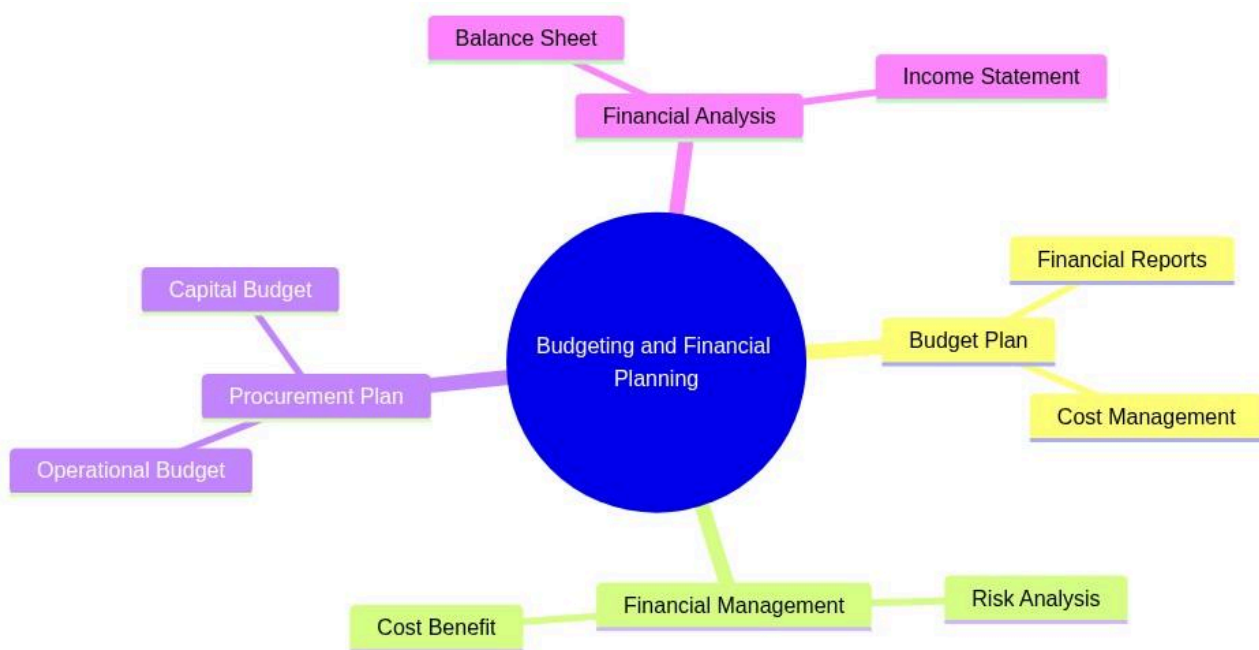 Balance Sheet
Income Statement
Financial Analysis
Financial Reports
Capital Budget
Budget Plan
Budgeting and Financial
Planning
Procurement Plan
Cost Management
Operational Budget
Risk Analysis
Financial Management
Cost Benefit